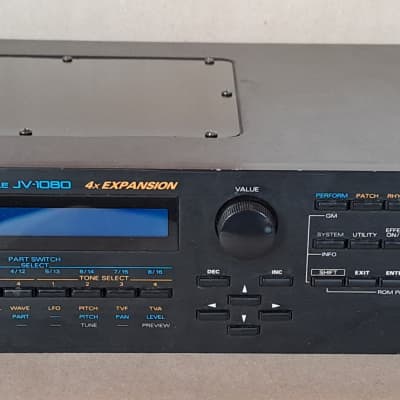 LE JV-1080 4x EXPANSION
VALUE
PERFORM PATCH RHY
GM
SYSTEM UTILITY EFFE
ON/
INFO
PART SWITCH
SELECT
4/12 5/13 6/14 7/15 8/16
TONE SELECT
4 1 2 3 4
DEC INC
SHIFT EXIT ENTE
ROM P
WAVE LFO PITCH TVF TVA
PART PITCH PAN LEVEL
TUNE PREVIEW